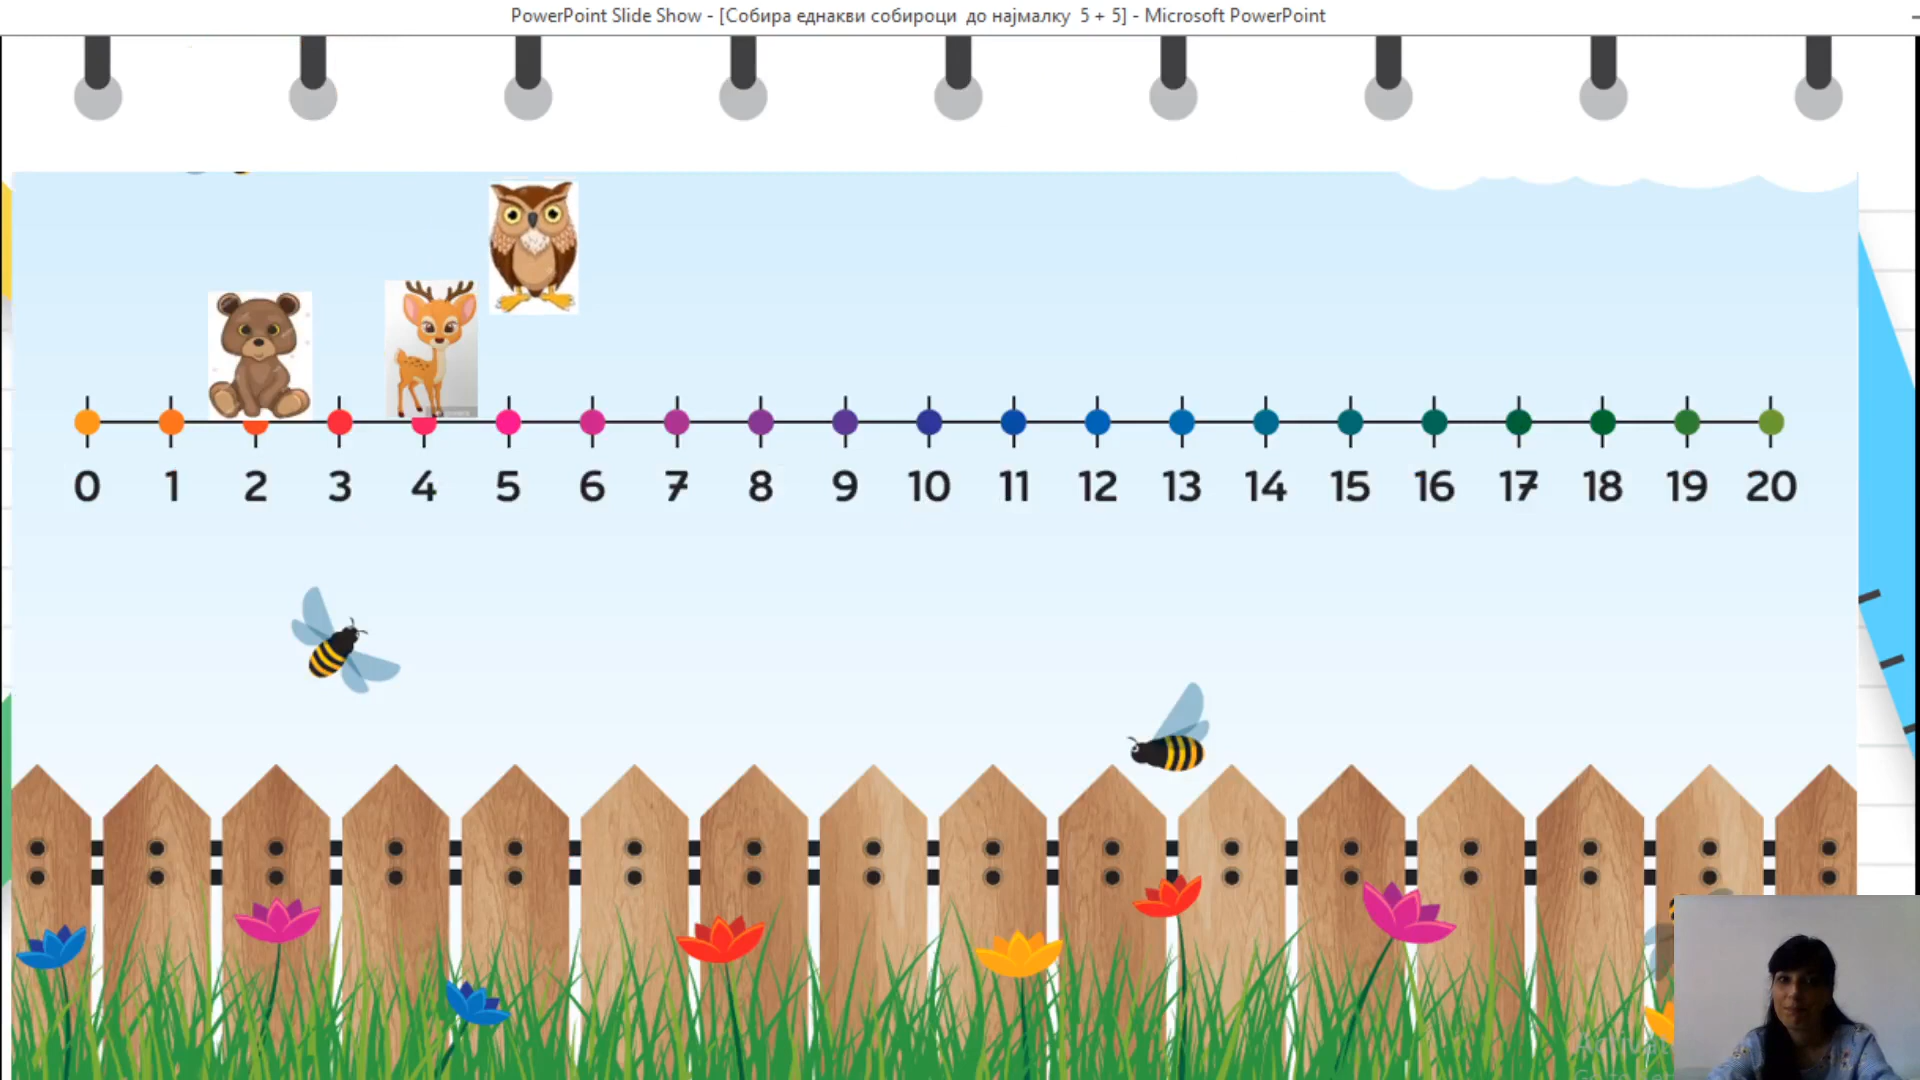 PowerPoint Slide Show - [Собира еднакви собироци до најмалку 5 + 5] - Microsoft PowerPoint
0 1 2 3 4 5 6 7 8 9 10 11 12 13 14 15 16 17 18 19 20